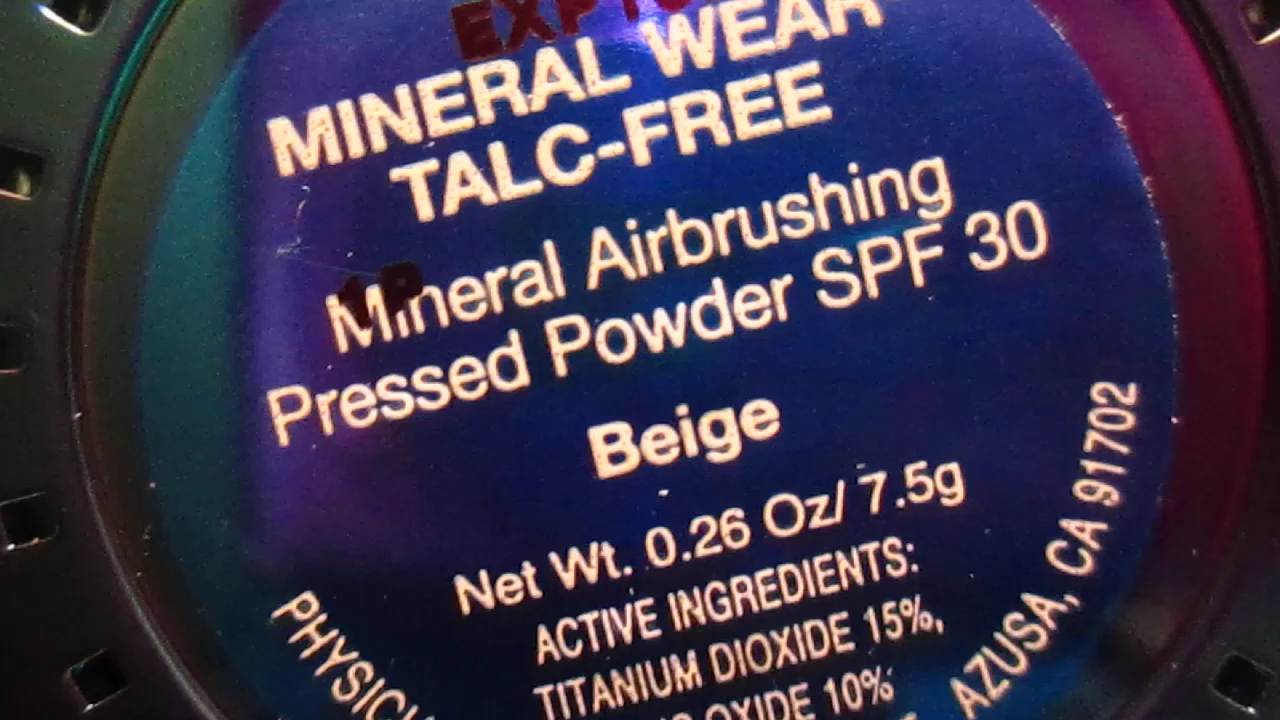 EXP
MINERAL WEAR
TALC-FREE
Mineral Airbrushing
Pressed Powder SPF 30
Beige
Net Wt. 0.26 Oz/ 7.5g
ACTIVE INGREDIENTS:
TITANIUM DIOXIDE 15%,
OXIDE 10%
AZUSA, CA 91702